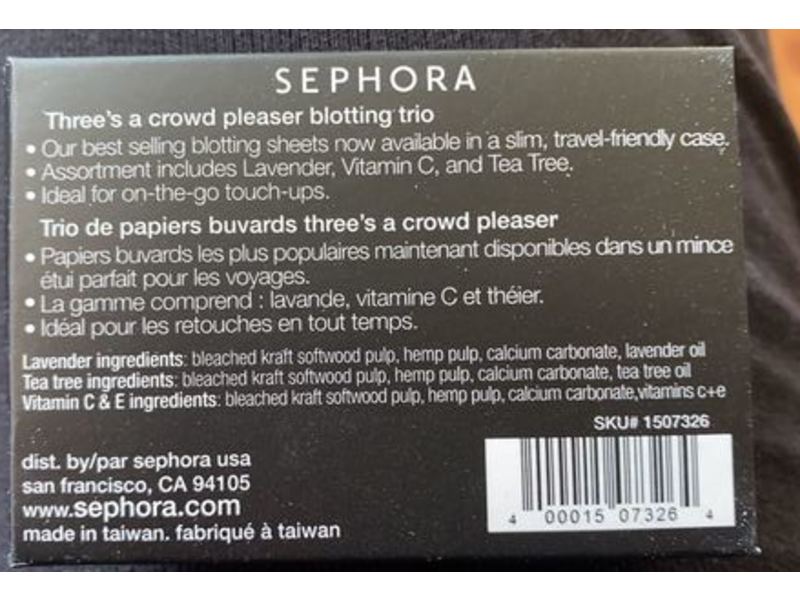 SEPHORA
Three's a crowd pleaser blotting trio
• Our best selling blotting sheets now available in a slim, travel-friendly case.
• Assortment includes Lavender, Vitamin C, and Tea Tree.
• Ideal for on-the-go touch-ups.
Trio de papiers buvards three's a crowd pleaser
• Papiers buvards les plus populaires maintenant disponibles dans un mince
étui parfait pour les voyages.
• La gamme comprend : lavande, vitamine C et théier.
• Idéal pour les retouches en tout temps.
Lavender ingredients: bleached kraft softwood pulp, hemp pulp, calcium carbonate, lavender oil
Tea tree ingredients: bleached kraft softwood pulp, hemp pulp, calcium carbonate, tea tree oil
Vitamin C & E ingredients: bleached kraft softwood pulp, hemp pulp, calcium carbonate,vitamins c+e
SKU# 1507326
dist. by/par sephora usa
san francisco, CA 94105
www.sephora.com
made in taiwan. fabriqué à taiwan
4 00015 07326 4